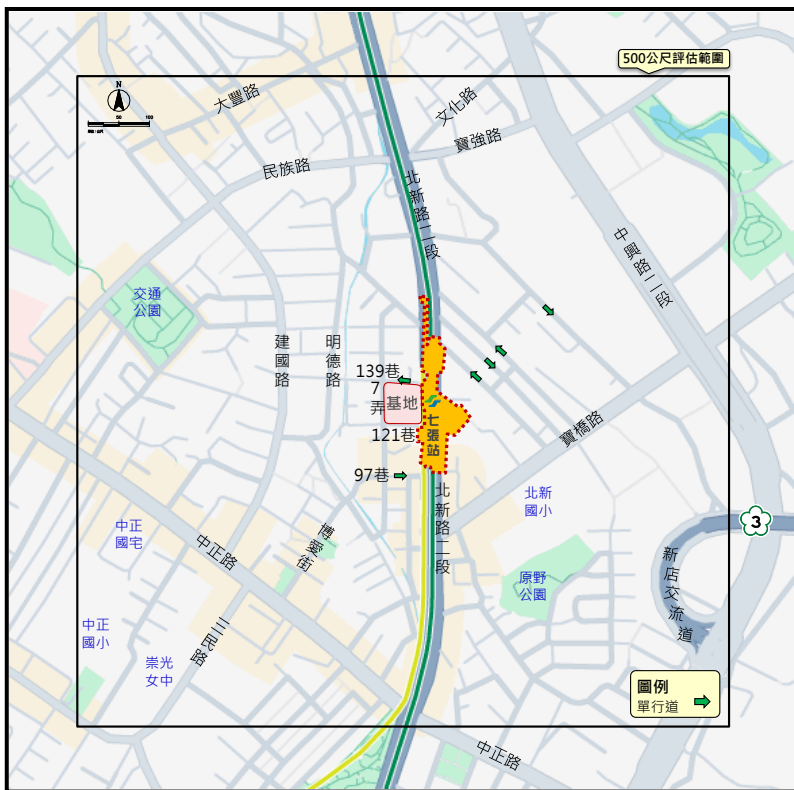 500公尺評估範圍
N
50
100
大豐路
文化路
寶強路
民族路
北新路二段
中興路二段
交通
公園
建國路
明德路
139巷
7
弄
基地
七張站
121巷
寶橋路
97巷
北新路二段
北新
國小
3
中正
國宅
中正路
博愛街
新店交流道
原野
公園
中正
國小
三民路
崇光
女中
圖例
單行道
中正路